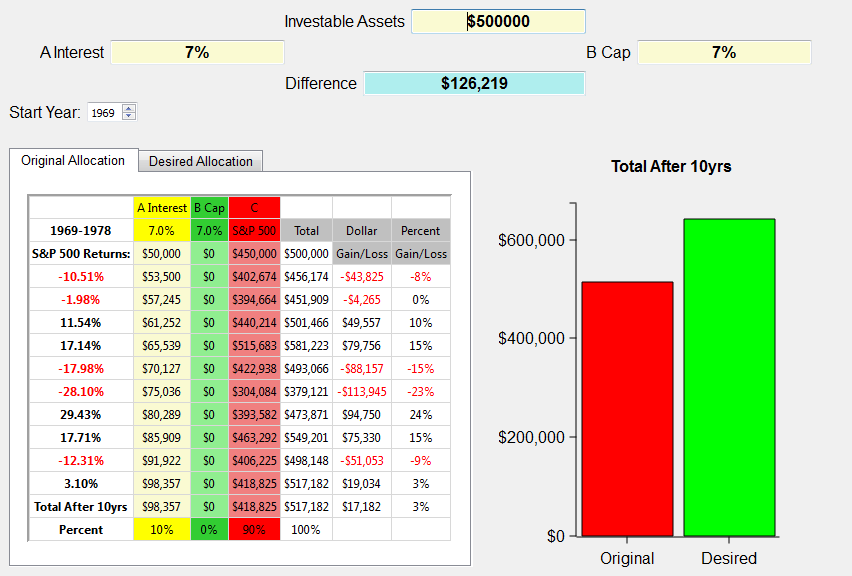 Investable Assets $500000
A Interest 7% B Cap 7%
Difference $126,219
Start Year: 1969
Original Allocation Desired Allocation
A Interest B Cap C
1969-1978 7.0% 7.0% S&P 500 Total Dollar Percent
S&P 500 Returns: $50,000 $0 $450,000 $500,000 Gain/Loss Gain/Loss
-10.51% $53,500 $0 $402,674 $456,174 -$43,825 -8%
-1.98% $57,245 $0 $394,664 $451,909 -$4,265 0%
11.54% $61,252 $0 $440,214 $501,466 $49,557 10%
17.14% $65,539 $0 $515,683 $581,223 $79,756 15%
-17.98% $70,127 $0 $422,938 $493,066 -$88,157 -15%
-28.10% $75,036 $0 $304,084 $379,121 -$113,945 -23%
29.43% $80,289 $0 $393,582 $473,871 $94,750 24%
17.71% $85,909 $0 $463,292 $549,201 $75,330 15%
-12.31% $91,922 $0 $406,225 $498,148 -$51,053 -9%
3.10% $98,357 $0 $418,825 $517,182 $19,034 3%
Total After 10yrs $98,357 $0 $418,825 $517,182 $17,182 3%
Percent 10% 0% 90% 100%
Total After 10yrs
$600,000
$400,000
$200,000
$0
Original Desired